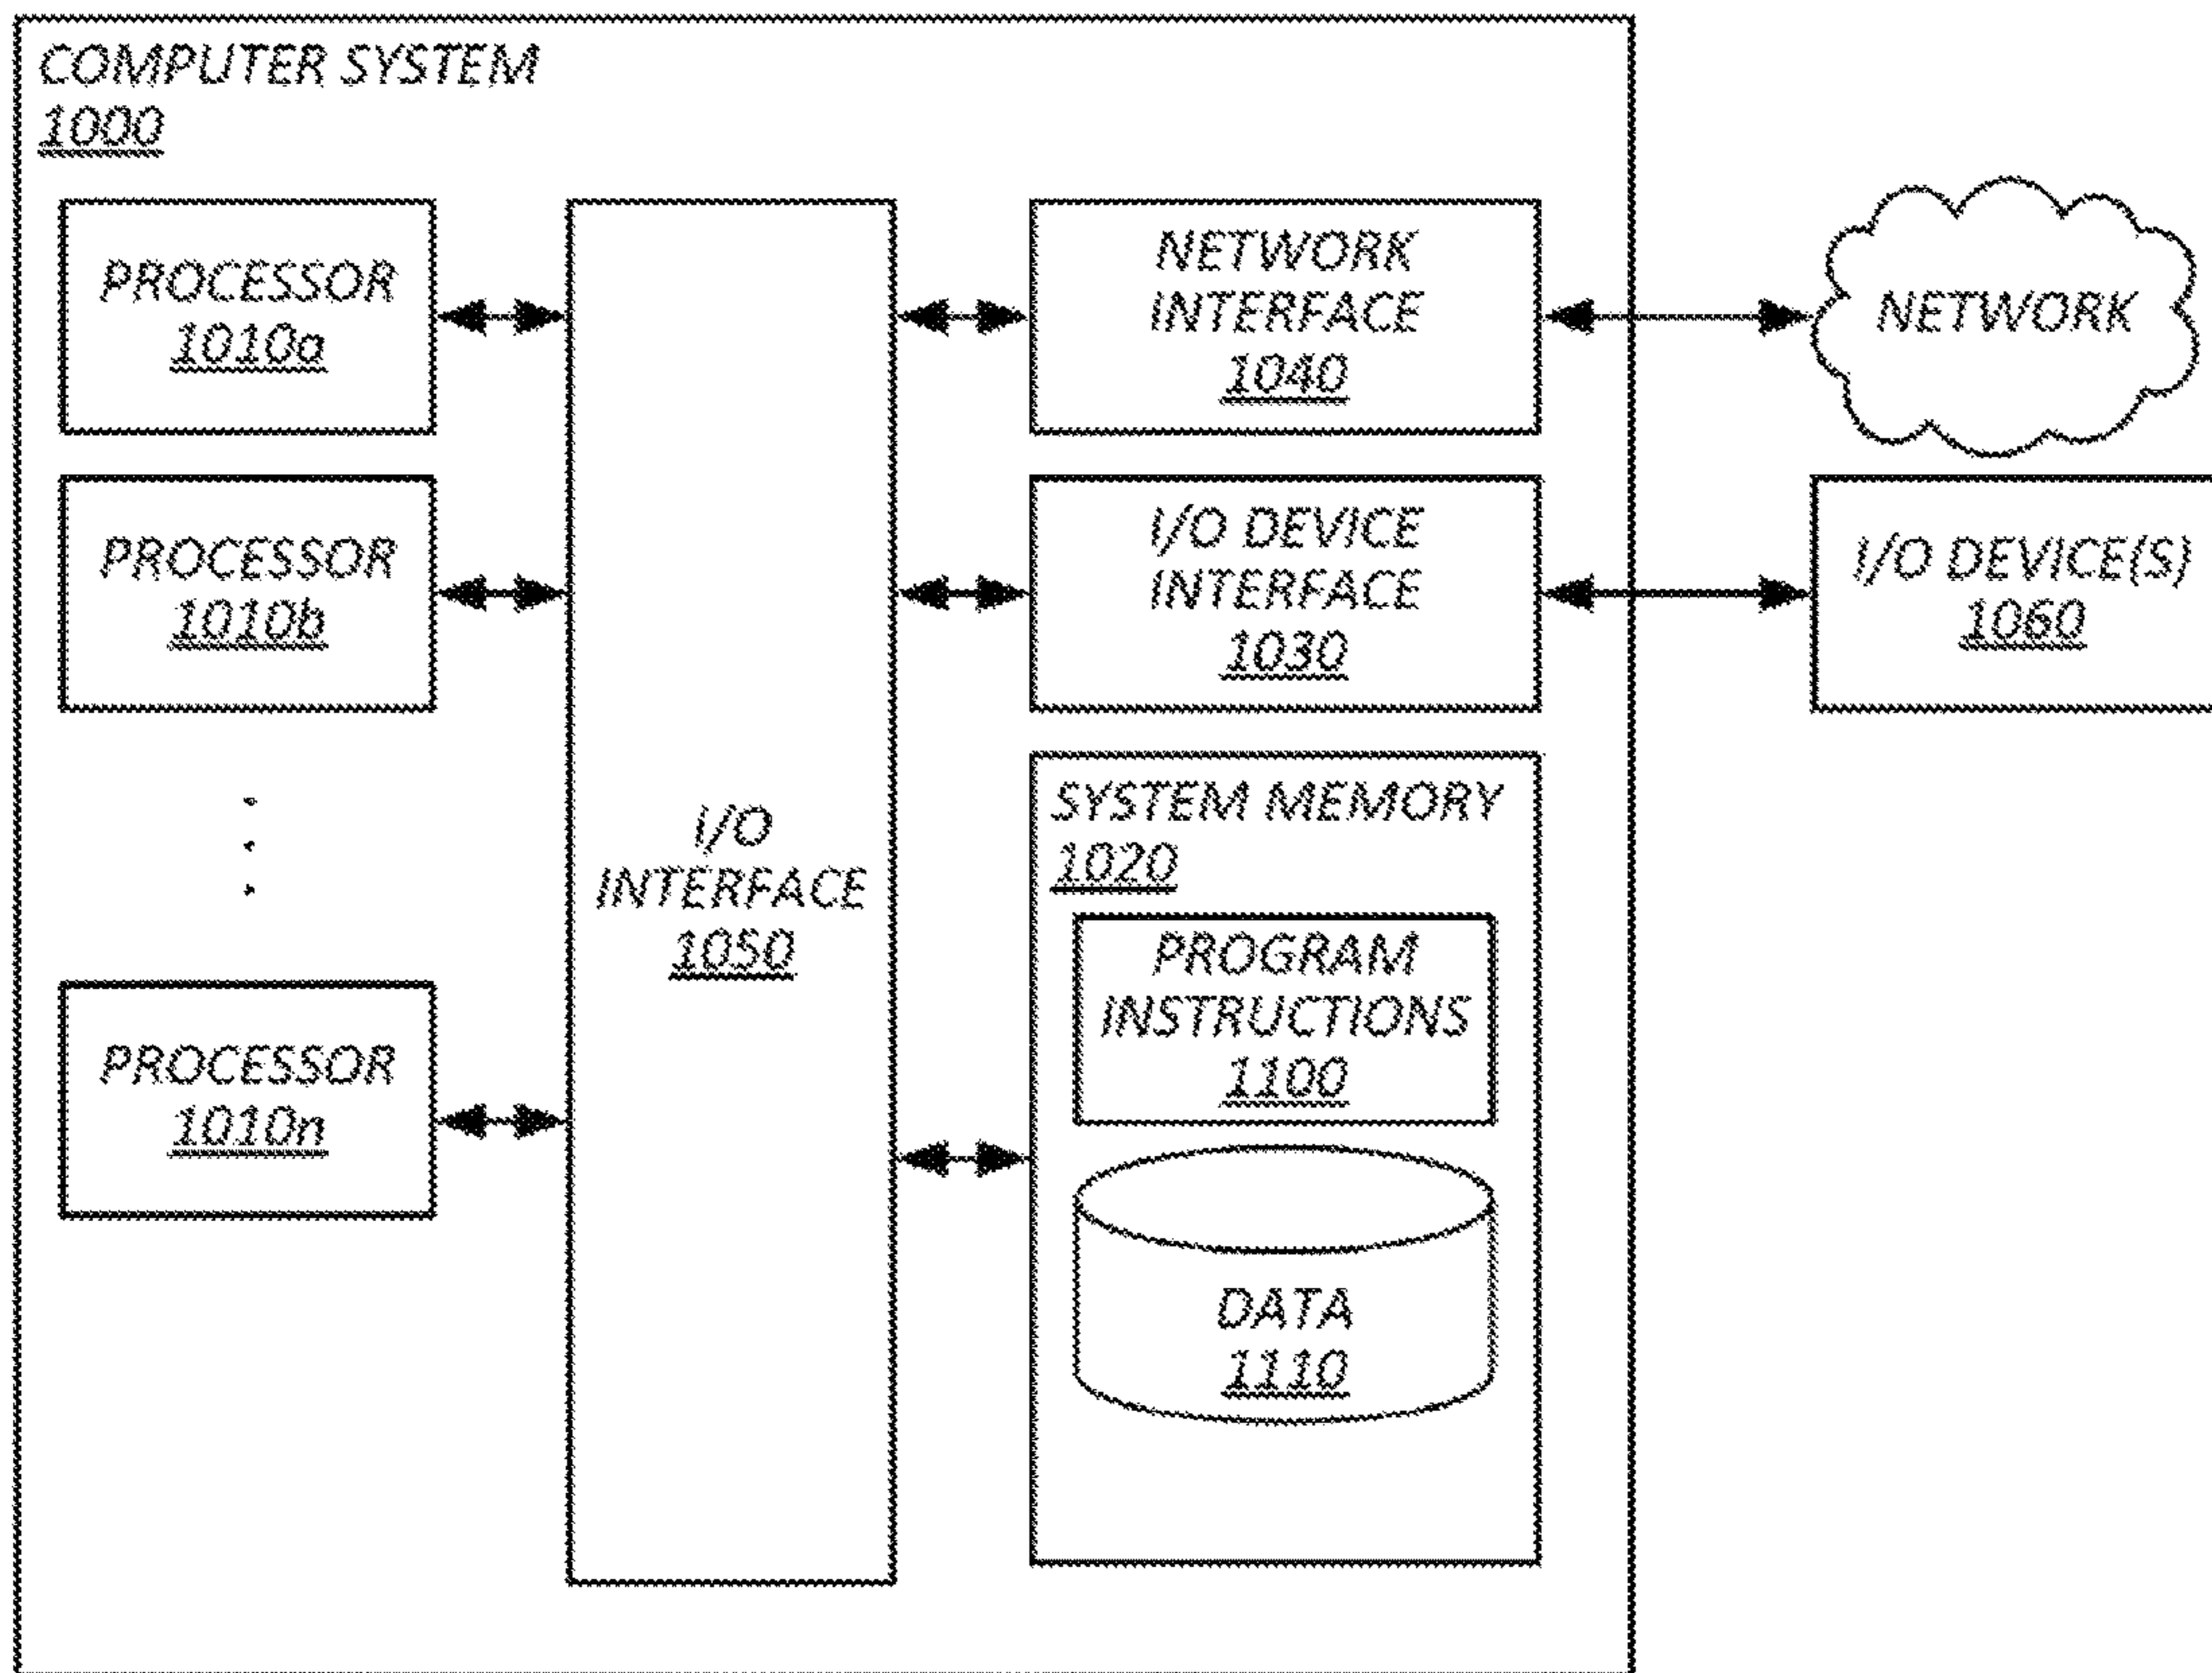 COMPUTER SYSTEM
1000
PROCESSOR
1010a
PROCESSOR
1010b
PROCESSOR
1010n
I/O
INTERFACE
1050
NETWORK
INTERFACE
1040
I/O DEVICE
INTERFACE
1030
SYSTEM MEMORY
1020
PROGRAM
INSTRUCTIONS
1100
DATA
1110
NETWORK
I/O DEVICE(S)
1060